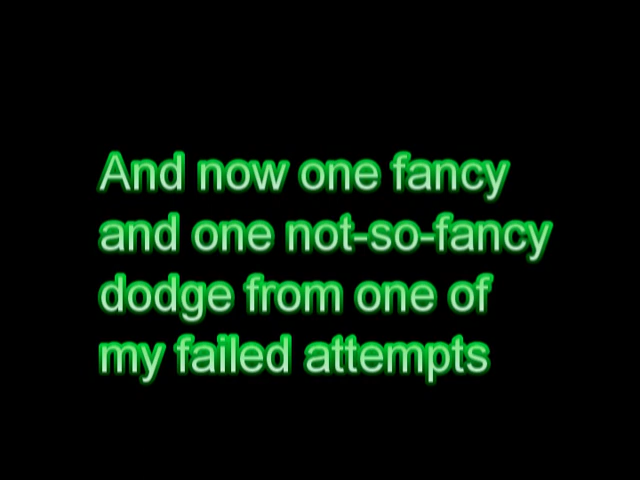 And now one fancy
and one not-so-fancy
dodge from one of
my failed attempts